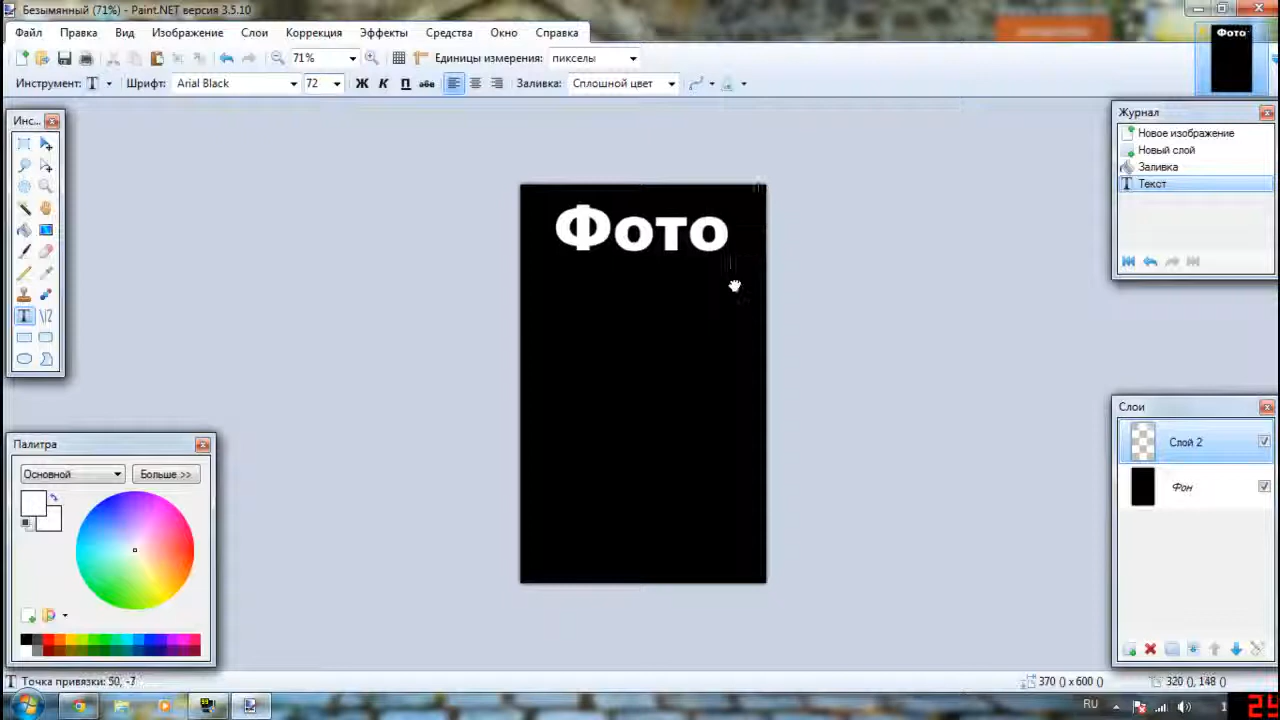 Безымянный (71%) - Paint.NET версия 3.5.10
Файл Правка Вид Изображение Слои Коррекция Эффекты Средства Окно Справка
71% Единицы измерения: пикселы
Инструмент: T Шрифт: Arial Black 72 Ж К П абв Заливка: Сплошной цвет
Фото
Инс...
Журнал
Новое изображение
Новый слой
Заливка
Текст
Фото
Слои
Слой 2
Фон
Палитра
Основной Больше >>
Точка привязки: 50, -7
370 () x 600 () 320 (), 148 ()
RU